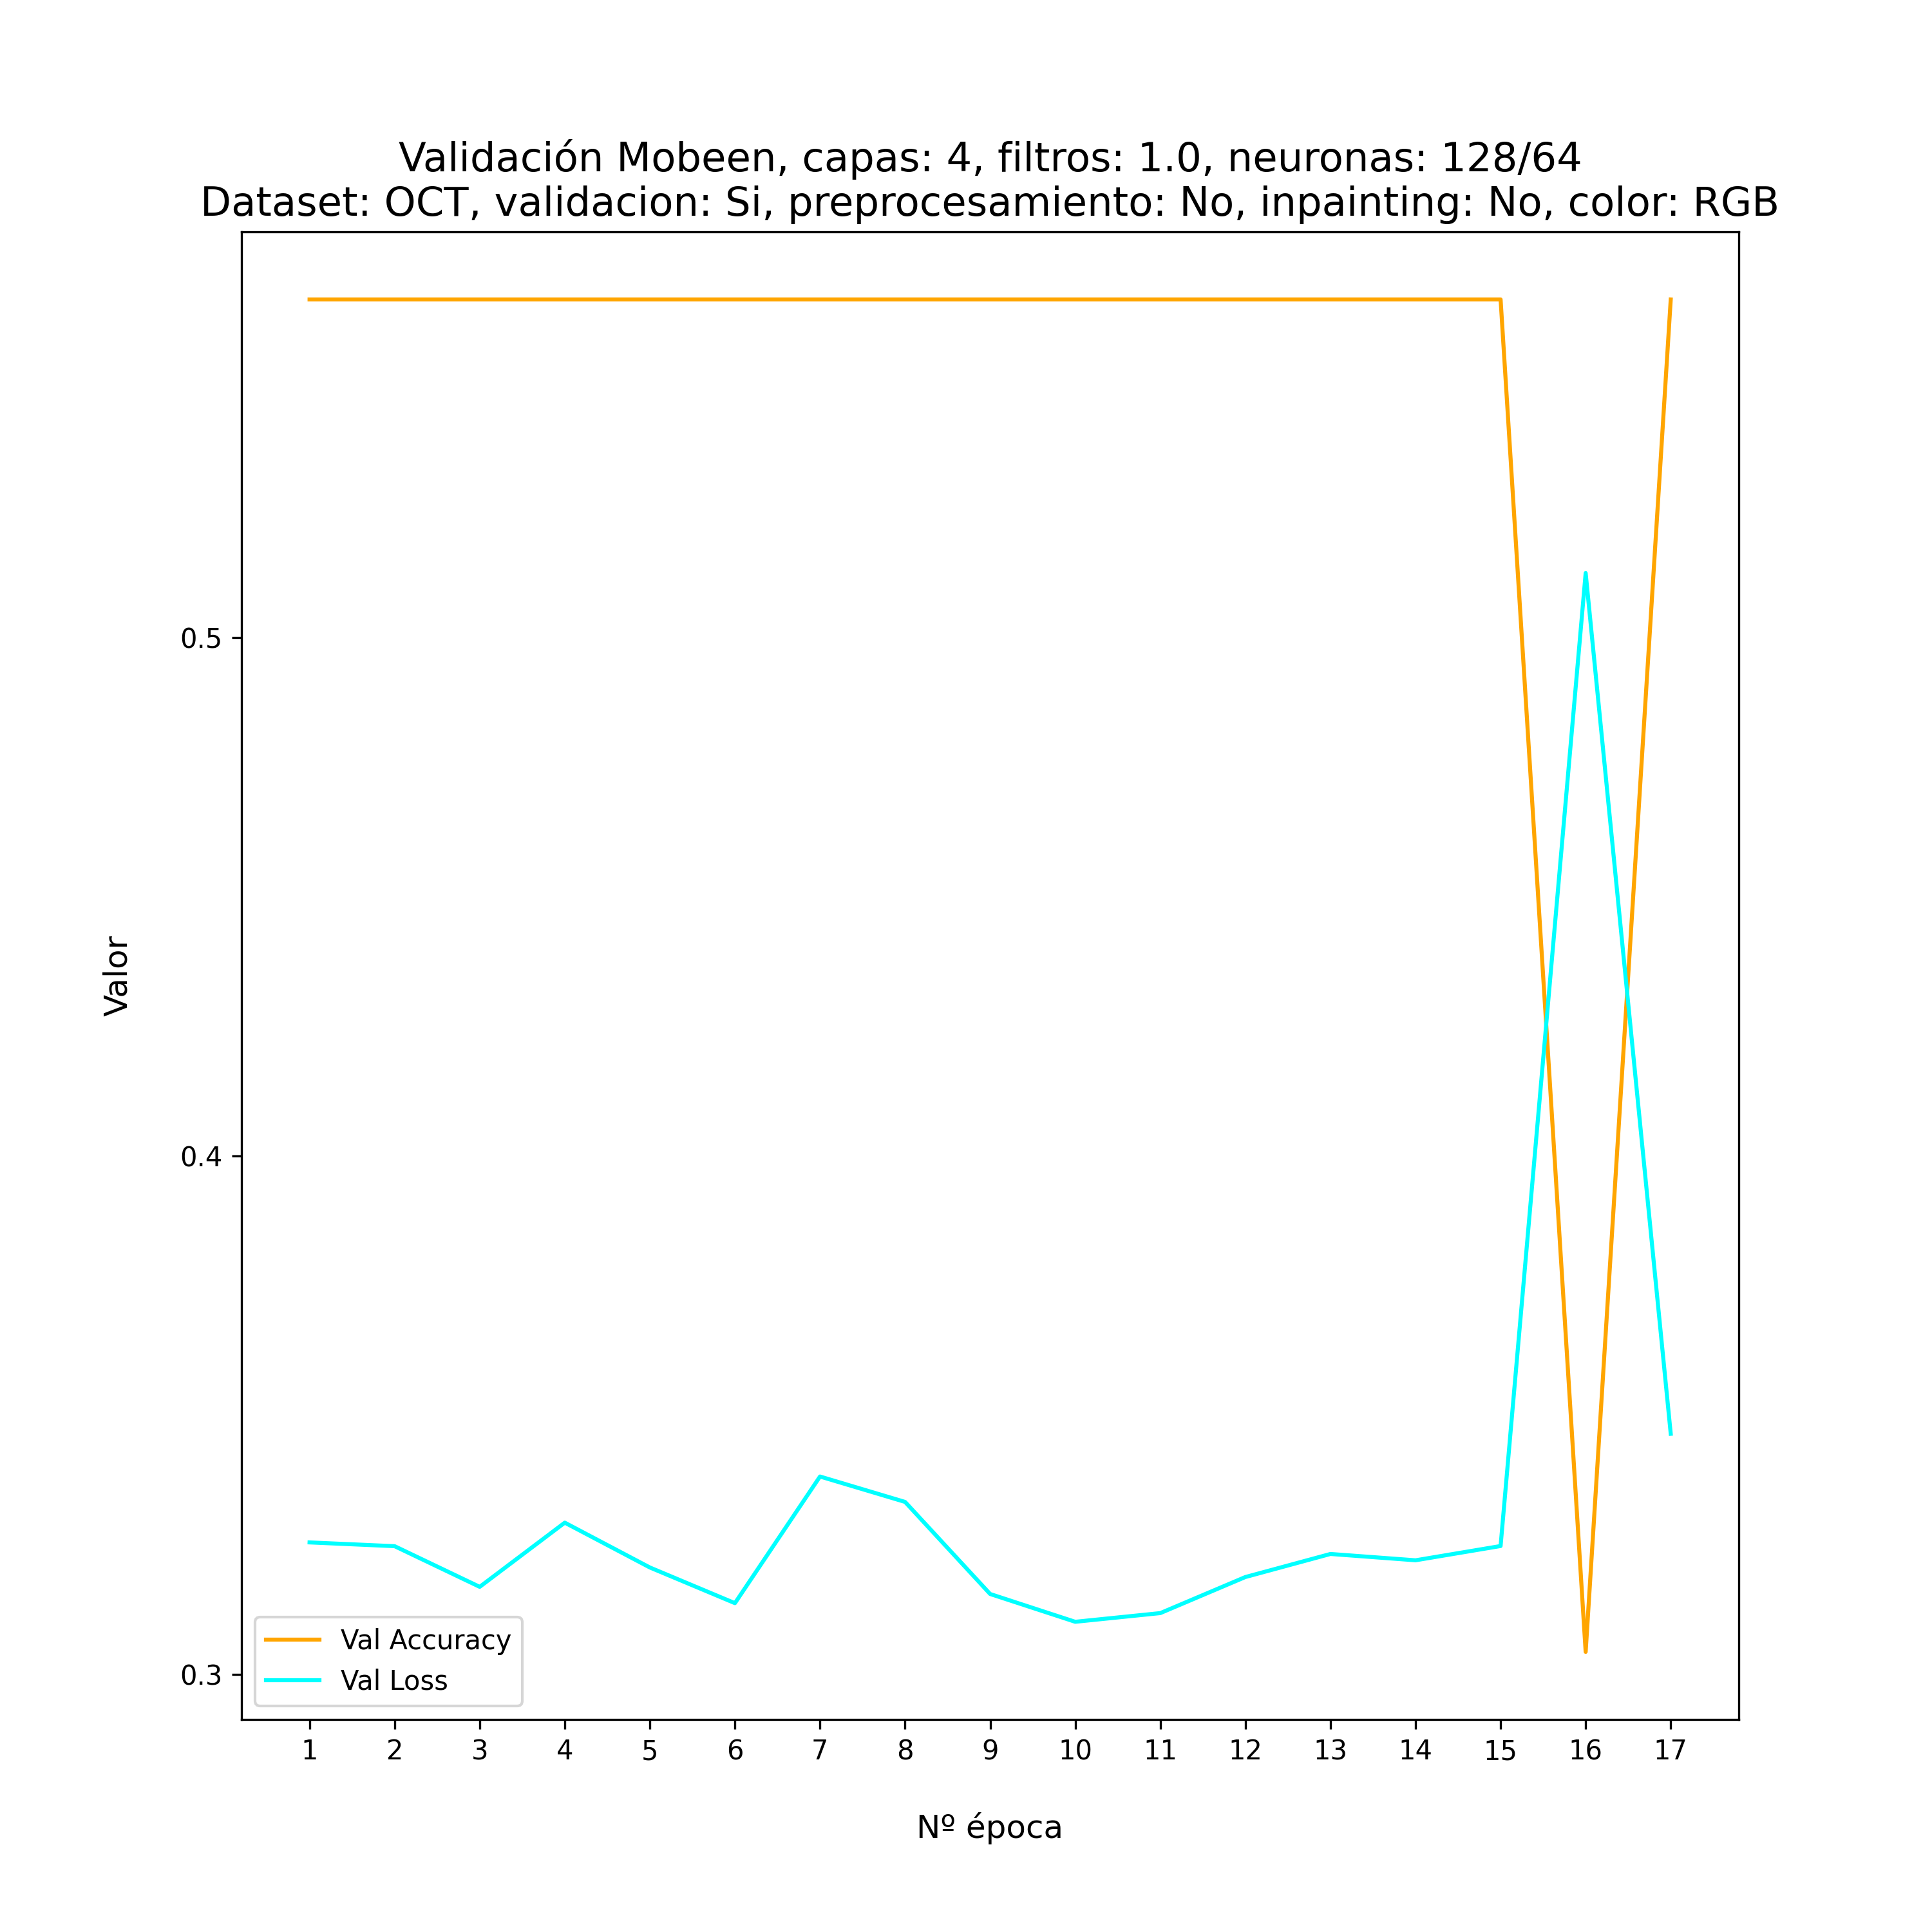 Validación Mobeen, capas: 4, filtros: 1.0, neuronas: 128/64
Dataset: OCT, validacion: Si, preprocesamiento: No, inpainting: No, color: RGB
0.5
0.4
0.3
Valor
Val Accuracy
Val Loss
1 2 3 4 5 6 7 8 9 10 11 12 13 14 15 16 17
Nº época